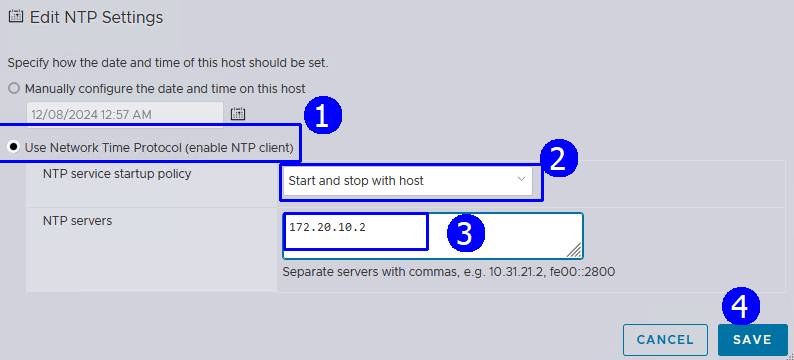 Edit NTP Settings
Specify how the date and time of this host should be set.
Manually configure the date and time on this host
12/08/2024 12:57 AM
1
Use Network Time Protocol (enable NTP client)
2
NTP service startup policy
Start and stop with host
NTP servers
172.20.10.2
3
Separate servers with commas, e.g. 10.31.21.2, fe00::2800
4
CANCEL
SAVE